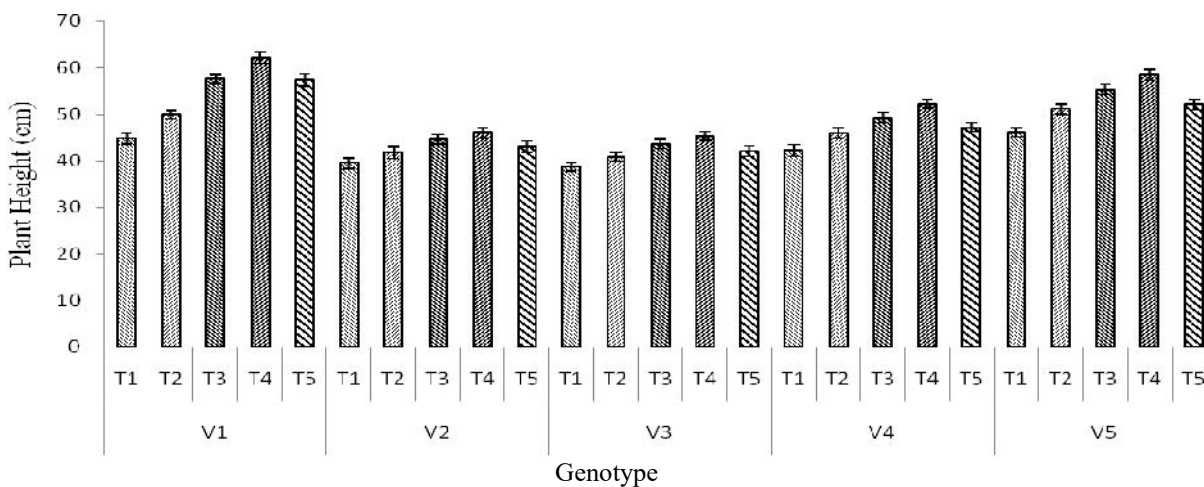 Plant Height (cm)
70
60
50
40
30
20
10
0
T1 T2 T3 T4 T5 T1 T2 T3 T4 T5 T1 T2 T3 T4 T5 T1 T2 T3 T4 T5 T1 T2 T3 T4 T5
V1 V2 V3 V4 V5
Genotype